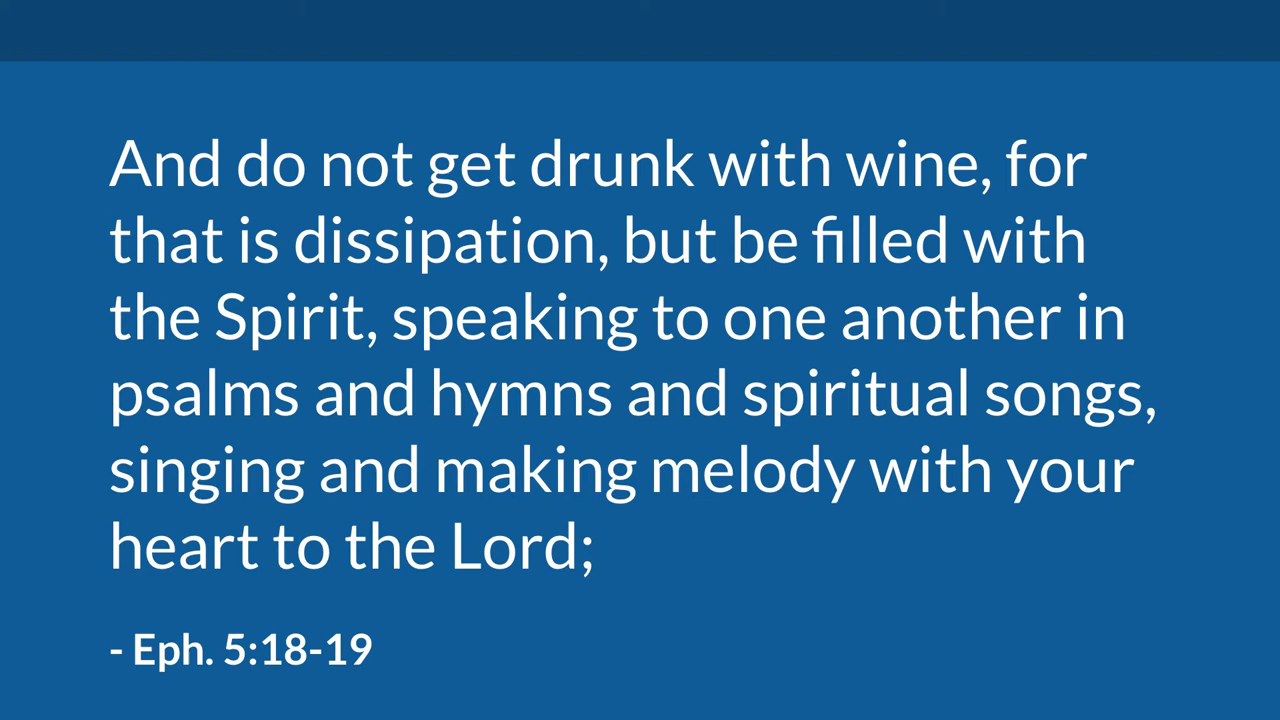 And do not get drunk with wine, for
that is dissipation, but be filled with
the Spirit, speaking to one another in
psalms and hymns and spiritual songs,
singing and making melody with your
heart to the Lord;
- Eph. 5:18-19